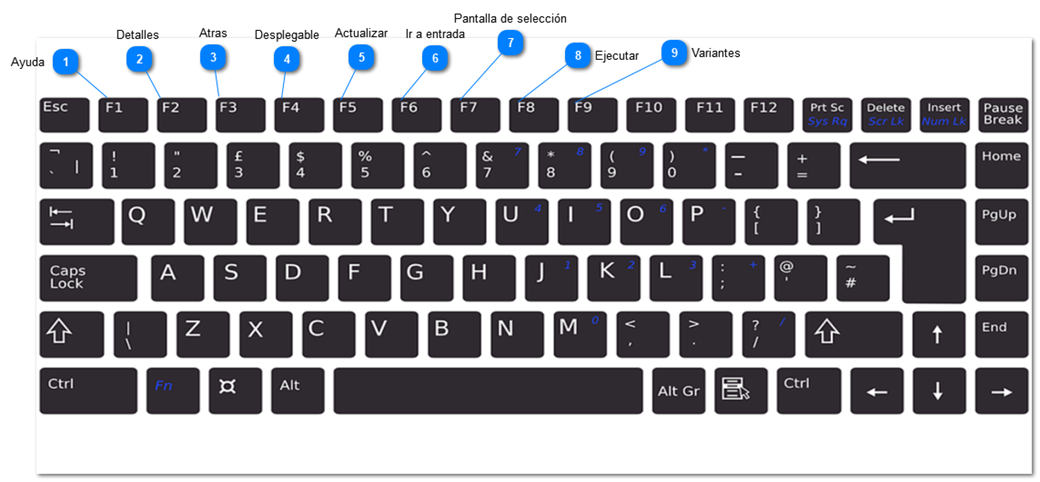 Pantalla de selección
Detalles Atras Desplegable Actualizar Ir a entrada 7
Ayuda 1 2 3 4 5 6 8 Ejecutar 9 Variantes
Esc F1 F2 F3 F4 F5 F6 F7 F8 F9 F10 F11 F12 Prt Sc Delete Insert Pause
Sys Rq Scr Lk Num Lk Break
¬ | ! " £ $ % ^ & 7 * 8 ( 9 ) * — + Home
` 1 2 3 4 5 6 7 8 9 0 - =
Q W E R T Y U 4 I 5 O 6 P - { } PgUp
[ ]
Caps A S D F G H J 1 K 2 L 3 : + @ ~ PgDn
Lock ; ' #
| Z X C V B N M 0 < > ? / End
\ , . /
Ctrl Fn Alt Alt Gr Ctrl